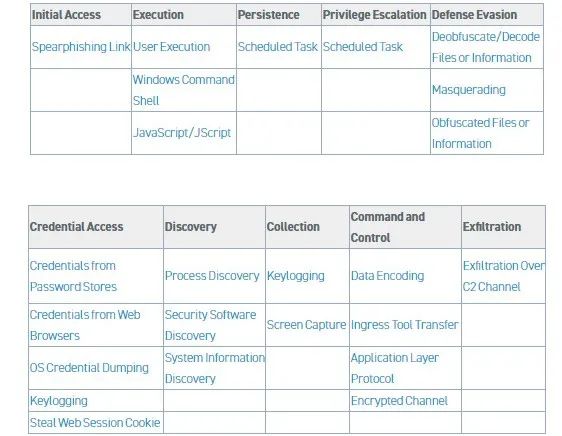 Initial Access Execution Persistence Privilege Escalation Defense Evasion
Spearphishing Link User Execution Scheduled Task Scheduled Task Deobfuscate/Decode
Files or Information
Windows Command
Shell
Masquerading
JavaScript/JScript
Obfuscated Files or
Information
Credential Access Discovery Collection Command and
Control Exfiltration
Credentials from
Password Stores Process Discovery Keylogging Data Encoding Exfiltration Over
C2 Channel
Credentials from Web
Browsers Security Software
Discovery Screen Capture Ingress Tool Transfer
OS Credential Dumping System Information
Discovery Application Layer
Protocol
Keylogging Encrypted Channel
Steal Web Session Cookie